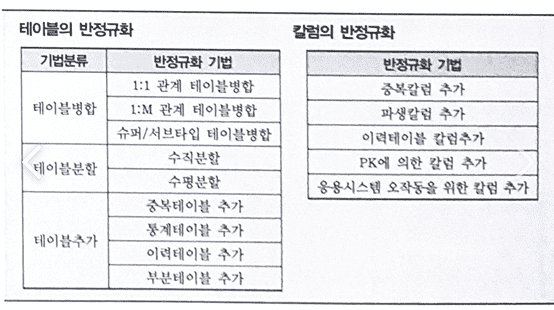 테이블의 반정규화
기법분류 반정규화 기법
테이블병합 1:1 관계 테이블병합
1:M 관계 테이블병합
슈퍼/서브타입 테이블병합
테이블분할 수직분할
수평분할
테이블추가 중복테이블 추가
통계테이블 추가
이력테이블 추가
부분테이블 추가
칼럼의 반정규화
반정규화 기법
중복칼럼 추가
파생칼럼 추가
이력테이블 칼럼추가
PK에 의한 칼럼 추가
응용시스템 오작동을 위한 칼럼 추가